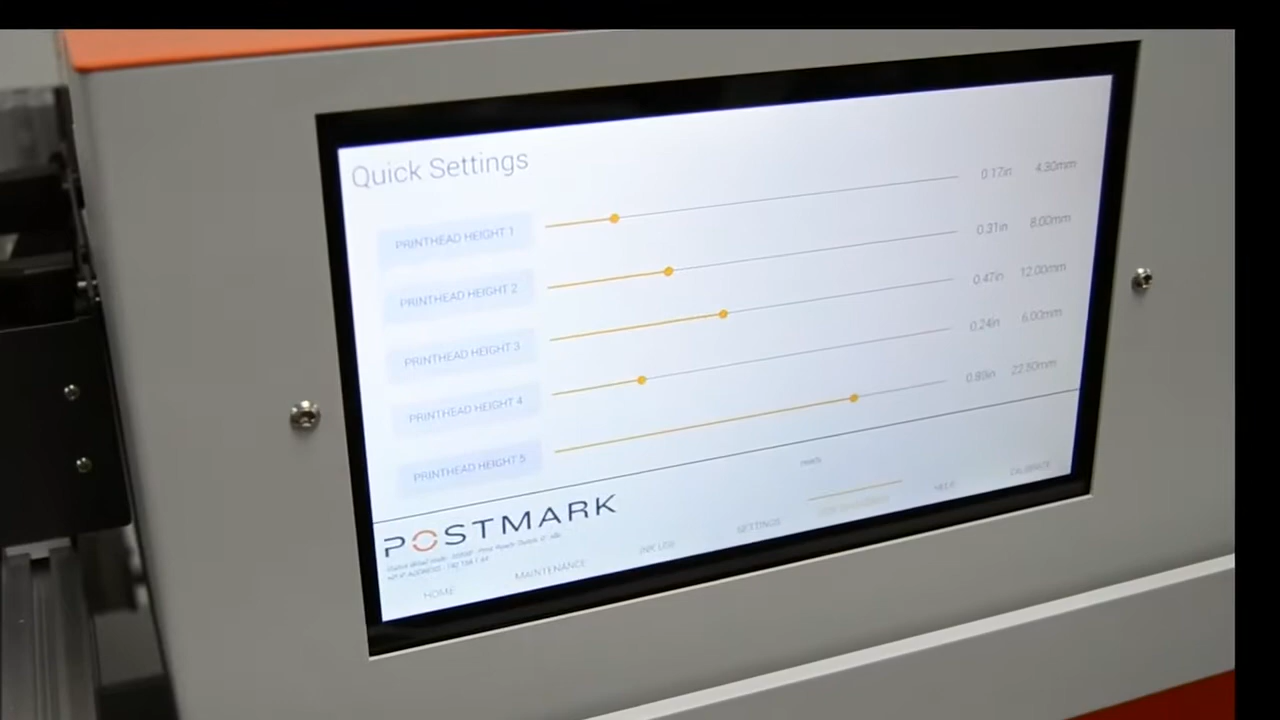 Quick Settings
PRINTHEAD HEIGHT 1 0.17in 4.30mm
PRINTHEAD HEIGHT 2 0.31in 8.00mm
PRINTHEAD HEIGHT 3 0.47in 12.00mm
PRINTHEAD HEIGHT 4 0.24in 6.00mm
PRINTHEAD HEIGHT 5 0.89in 22.50mm
POSTMARK
HOME MAINTENANCE SETTINGS HELP CALIBRATE